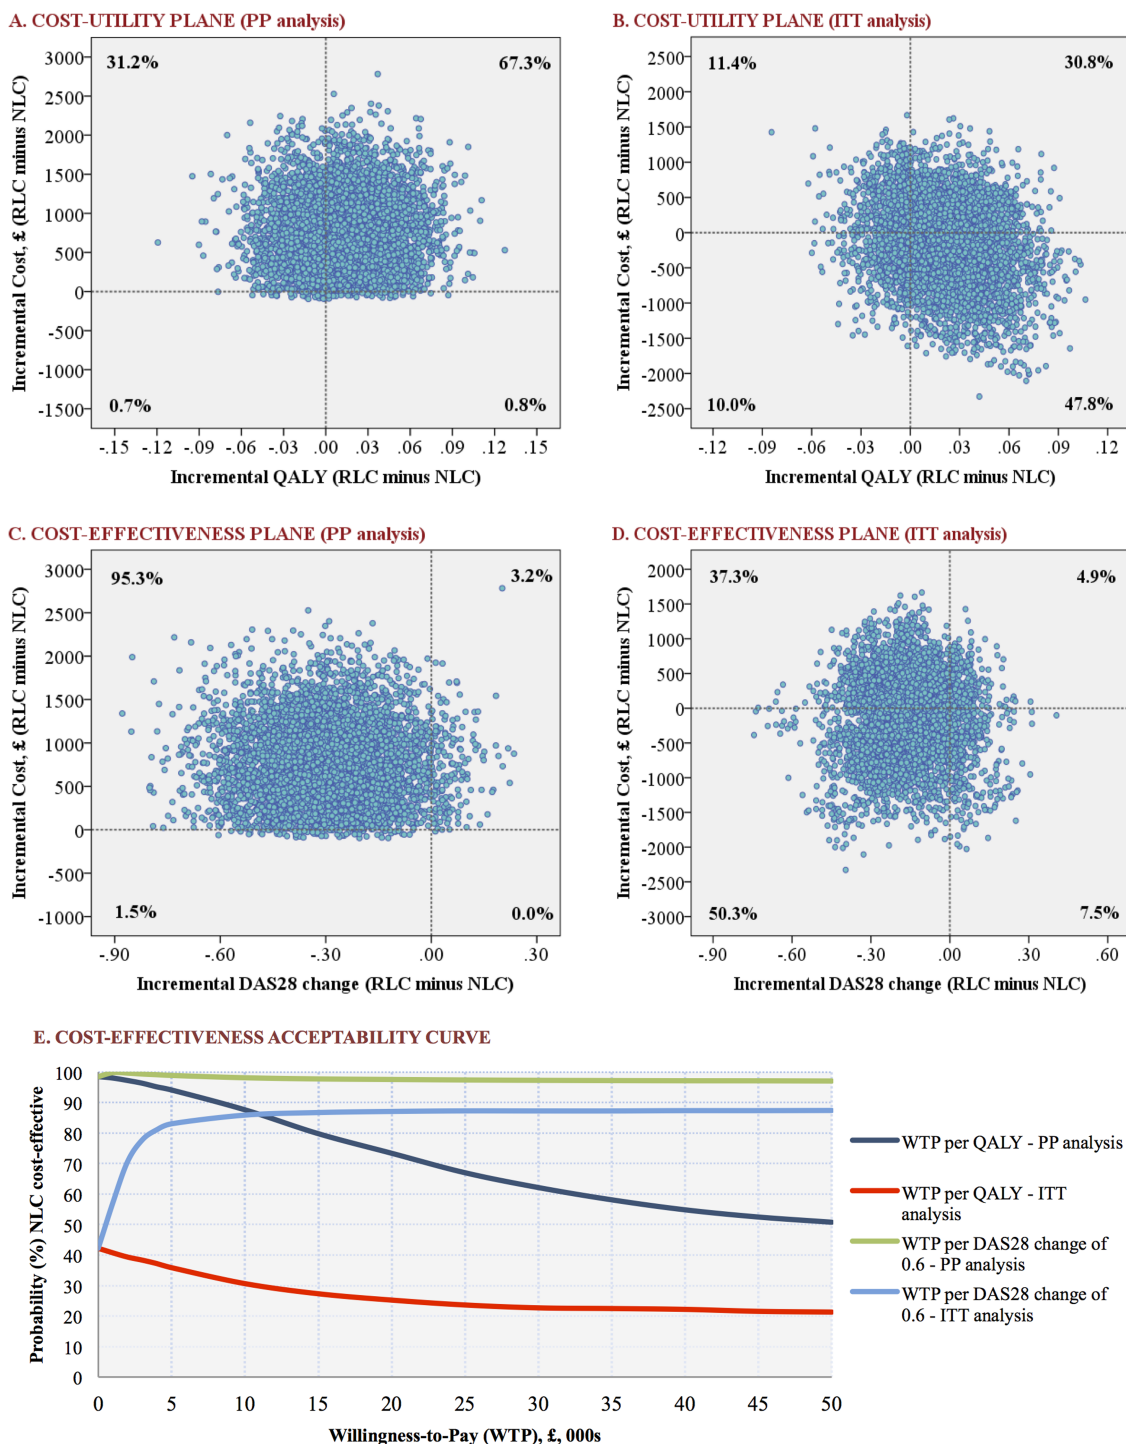 A. COST-UTILITY PLANE (PP analysis)
Incremental Cost, £ (RLC minus NLC)
3000
2500
2000
1500
1000
500
0
-500
-1000
-1500
31.2%
67.3%
0.7%
0.8%
-.15 -.12 -.09 -.06 -.03 .00 .03 .06 .09 .12 .15
Incremental QALY (RLC minus NLC)
B. COST-UTILITY PLANE (ITT analysis)
Incremental Cost, £ (RLC minus NLC)
2500
2000
1500
1000
500
0
-500
-1000
-1500
-2000
-2500
11.4%
30.8%
10.0%
47.8%
-.12 -.09 -.06 -.03 .00 .03 .06 .09 .12
Incremental QALY (RLC minus NLC)
C. COST-EFFECTIVENESS PLANE (PP analysis)
Incremental Cost, £ (RLC minus NLC)
3000
2500
2000
1500
1000
500
0
-500
-1000
95.3%
3.2%
1.5%
0.0%
-.90 -.60 -.30 .00 .30
Incremental DAS28 change (RLC minus NLC)
D. COST-EFFECTIVENESS PLANE (ITT analysis)
Incremental Cost, £ (RLC minus NLC)
2000
1500
1000
500
0
-500
-1000
-1500
-2000
-2500
-3000
37.3%
4.9%
50.3%
7.5%
-.90 -.60 -.30 .00 .30 .60
Incremental DAS28 change (RLC minus NLC)
E. COST-EFFECTIVENESS ACCEPTABILITY CURVE
Probability (%) NLC cost-effective
100
90
80
70
60
50
40
30
20
10
0
0 5 10 15 20 25 30 35 40 45 50
Willingness-to-Pay (WTP), £, 000s
WTP per QALY - PP analysis
WTP per QALY - ITT
analysis
WTP per DAS28 change of
0.6 - PP analysis
WTP per DAS28 change of
0.6 - ITT analysis